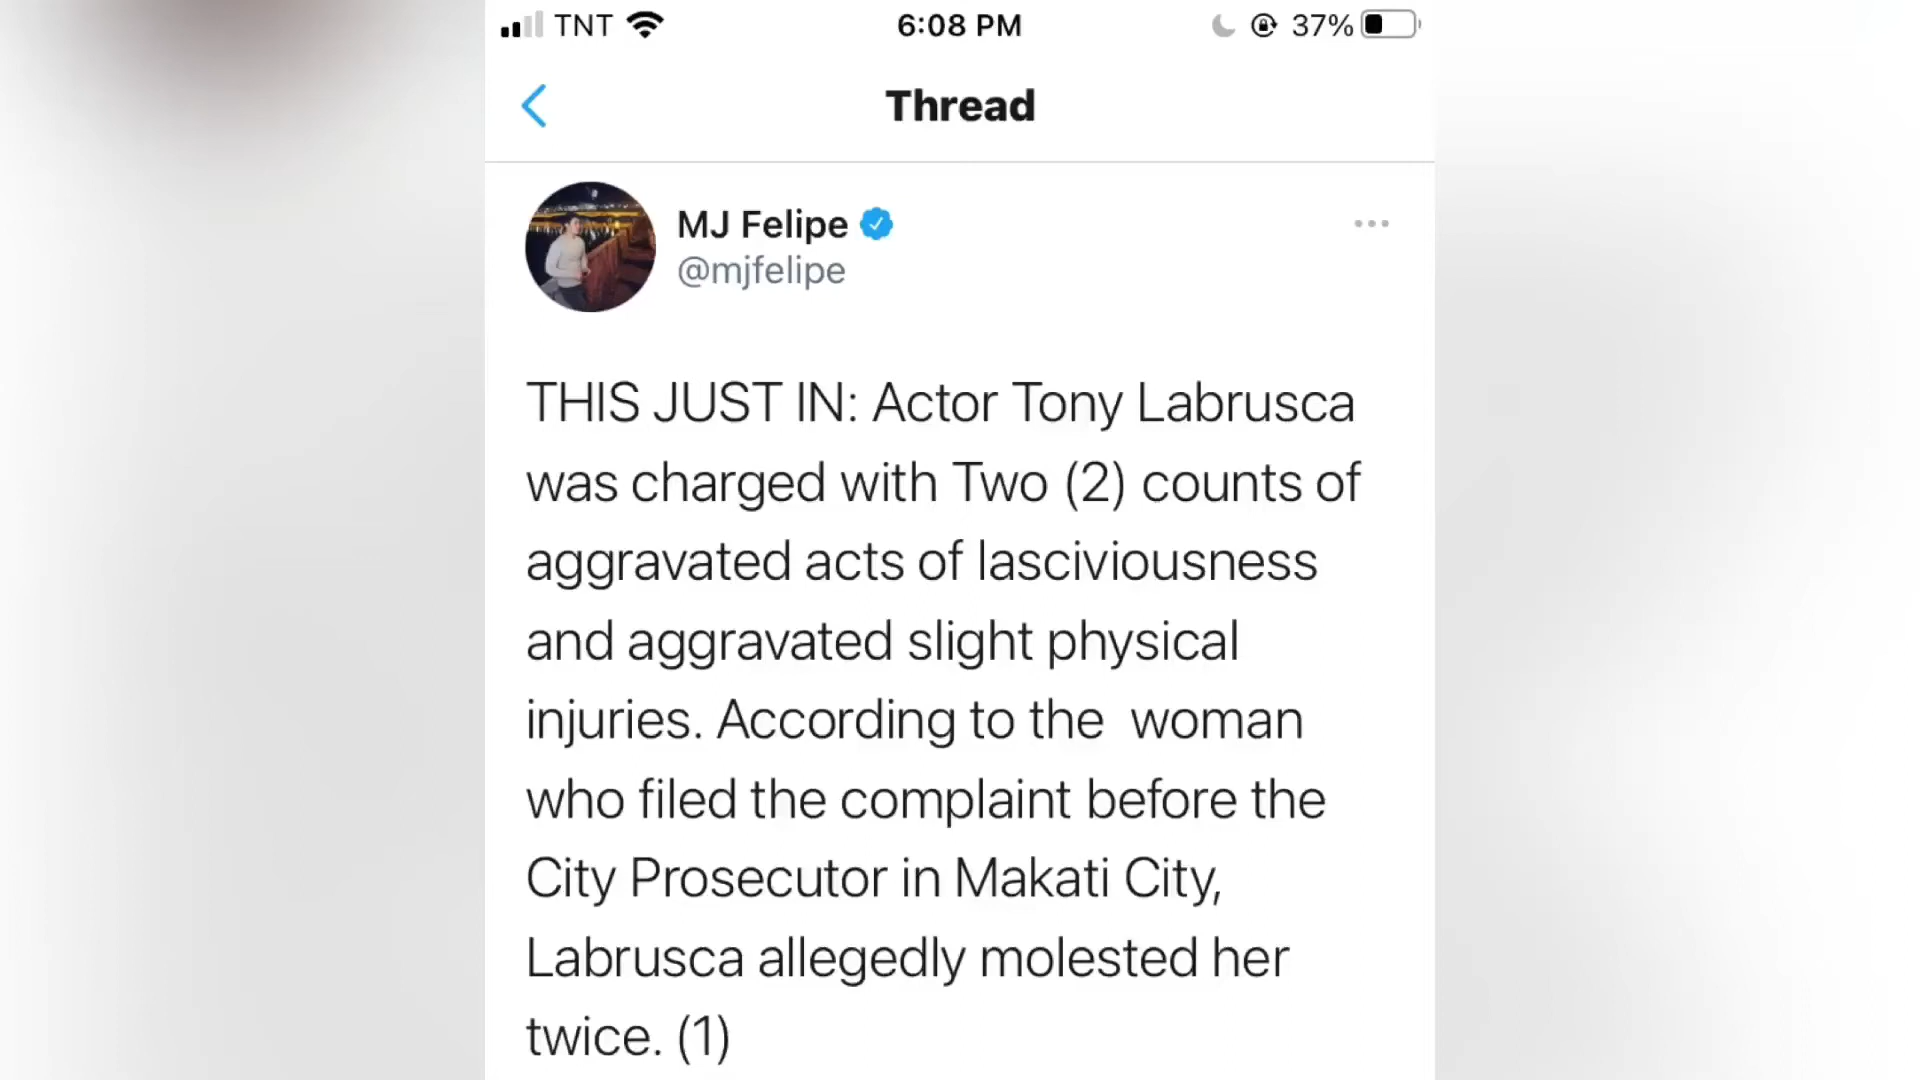 TNT 6:08 PM 37%
Thread
MJ Felipe
@mjfelipe
THIS JUST IN: Actor Tony Labrusca
was charged with Two (2) counts of
aggravated acts of lasciviousness
and aggravated slight physical
injuries. According to the  woman
who filed the complaint before the
City Prosecutor in Makati City,
Labrusca allegedly molested her
twice. (1)